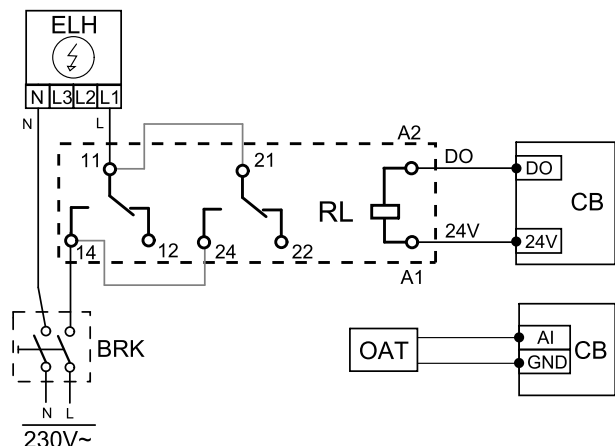 ELH
N L3 L2 L1
N L
A2
11 21 DO DO
RL CB
14 12 24 22 24V 24V
A1
BRK OAT AI CB
GND
N L
230V~